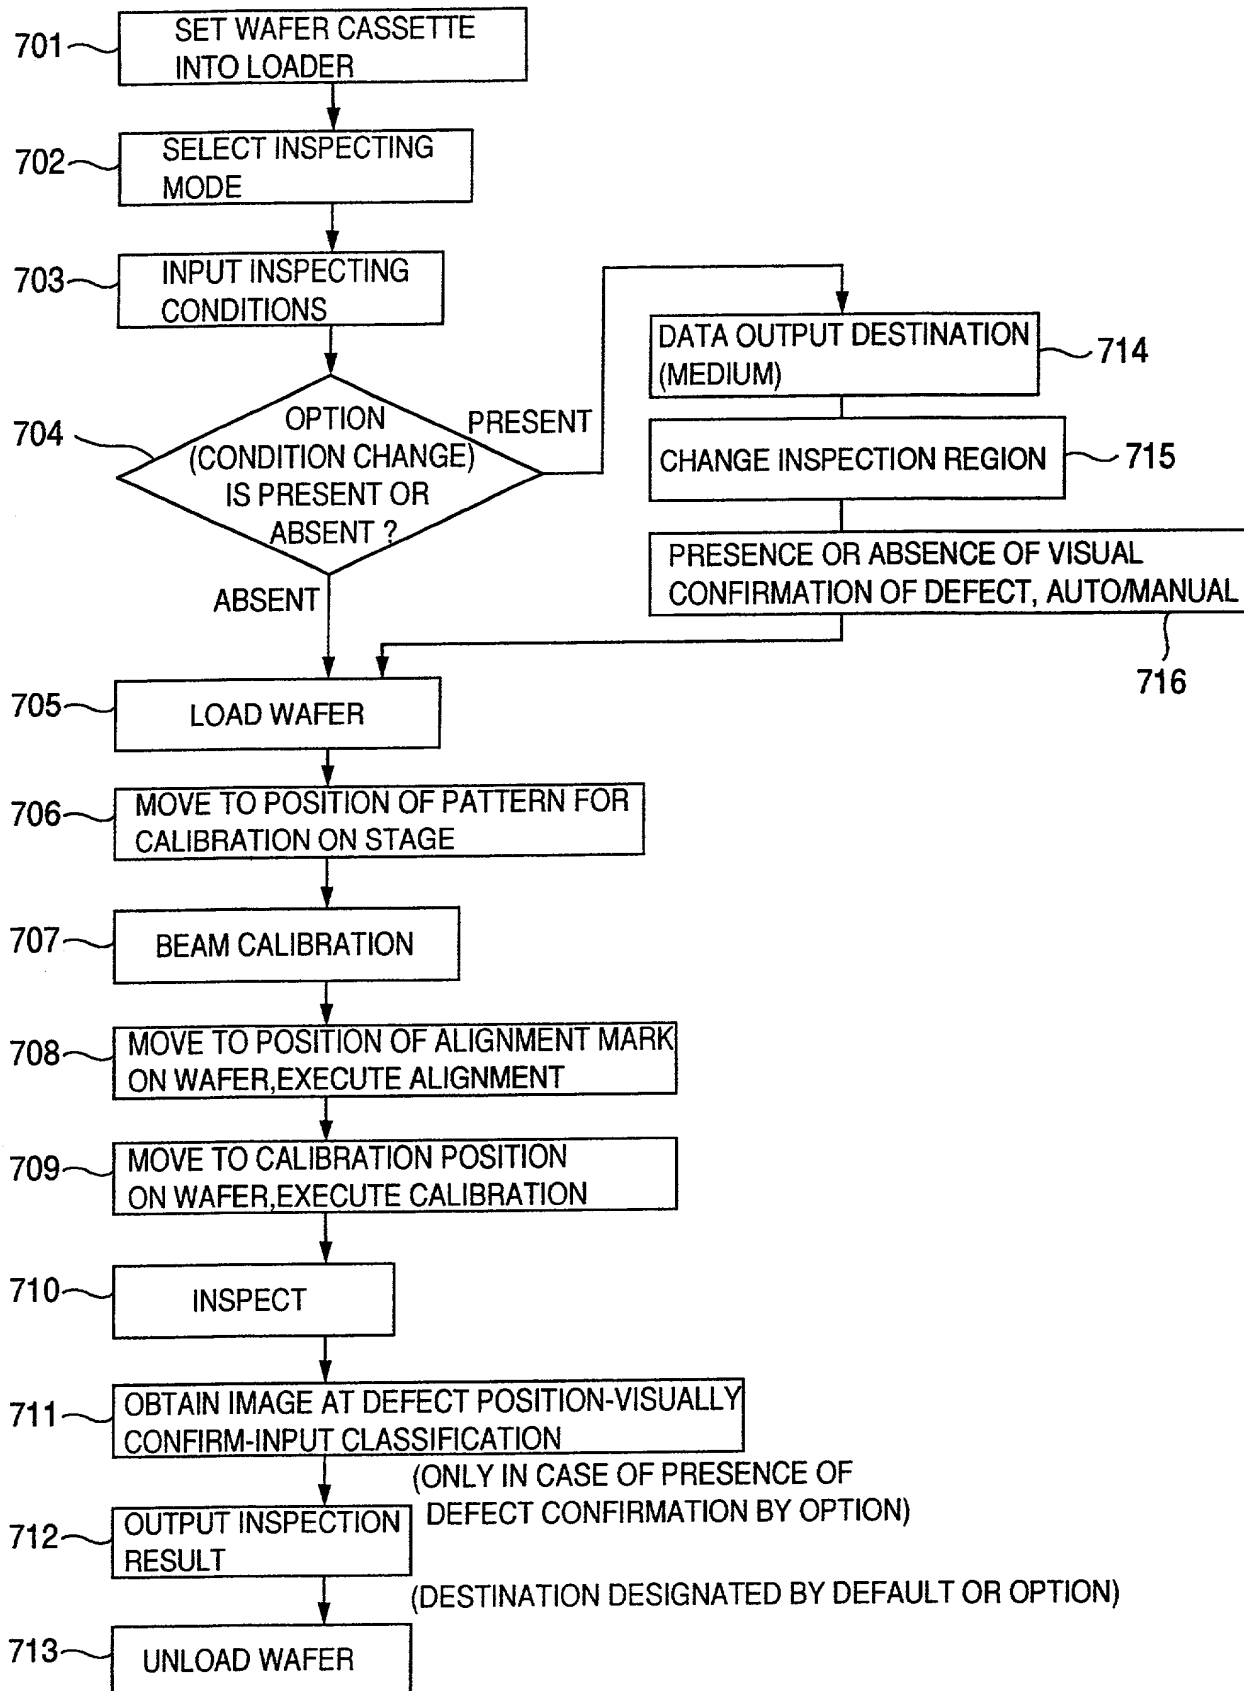 701
SET WAFER CASSETTE
INTO LOADER
702
SELECT INSPECTING
MODE
703
INPUT INSPECTING
CONDITIONS
704
OPTION
(CONDITION CHANGE)
IS PRESENT OR
ABSENT ?
PRESENT
ABSENT
DATA OUTPUT DESTINATION
(MEDIUM)
714
CHANGE INSPECTION REGION
715
PRESENCE OR ABSENCE OF VISUAL
CONFIRMATION OF DEFECT, AUTO/MANUAL
716
705
LOAD WAFER
706
MOVE TO POSITION OF PATTERN FOR
CALIBRATION ON STAGE
707
BEAM CALIBRATION
708
MOVE TO POSITION OF ALIGNMENT MARK
ON WAFER,EXECUTE ALIGNMENT
709
MOVE TO CALIBRATION POSITION
ON WAFER,EXECUTE CALIBRATION
710
INSPECT
711
OBTAIN IMAGE AT DEFECT POSITION-VISUALLY
CONFIRM-INPUT CLASSIFICATION
(ONLY IN CASE OF PRESENCE OF
DEFECT CONFIRMATION BY OPTION)
712
OUTPUT INSPECTION
RESULT
(DESTINATION DESIGNATED BY DEFAULT OR OPTION)
713
UNLOAD WAFER